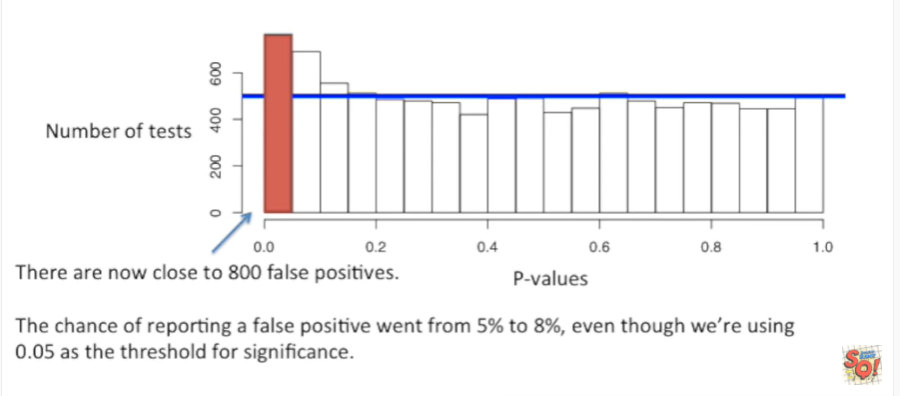 600
400
Number of tests
200
0
0.0 0.2 0.4 0.6 0.8 1.0
There are now close to 800 false positives.
P-values
The chance of reporting a false positive went from 5% to 8%, even though we’re using
0.05 as the threshold for significance.
SQ!